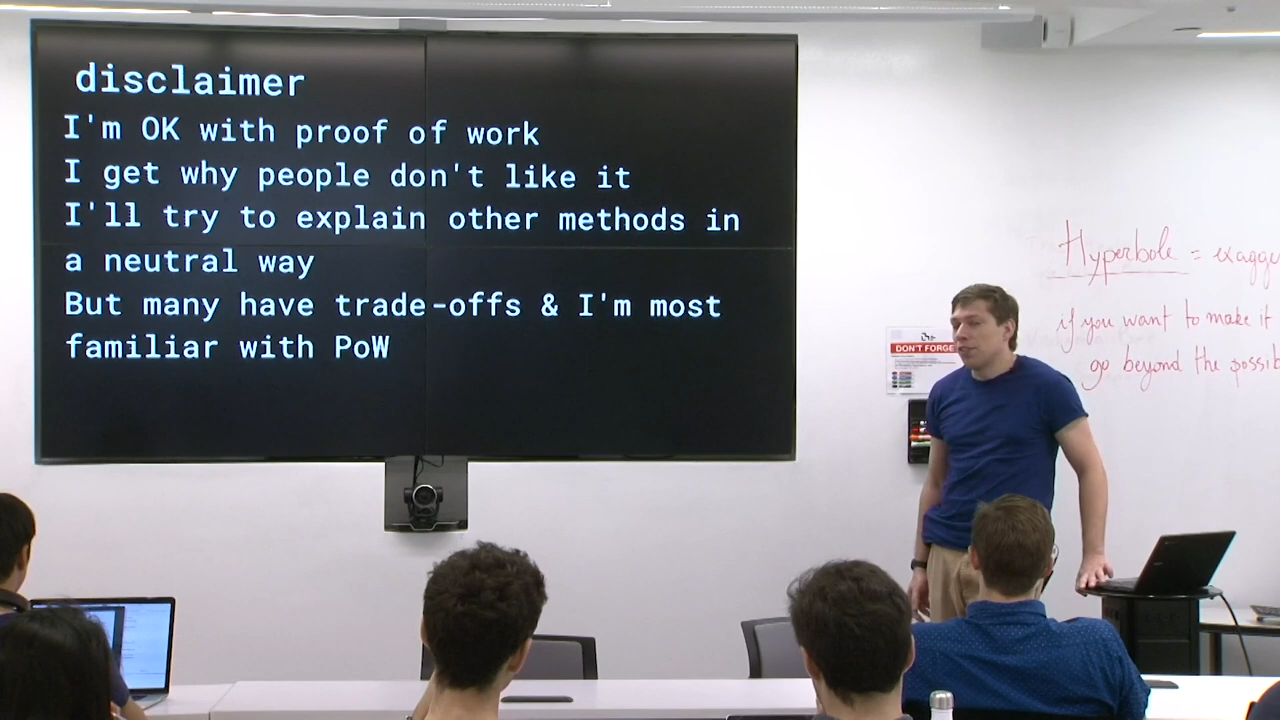 disclaimer
I'm OK with proof of work
I get why people don't like it
I'll try to explain other methods in
a neutral way
But many have trade-offs & I'm most
familiar with PoW
Hyperbole =
if you want to make it
go beyond the
DON'T FORGE